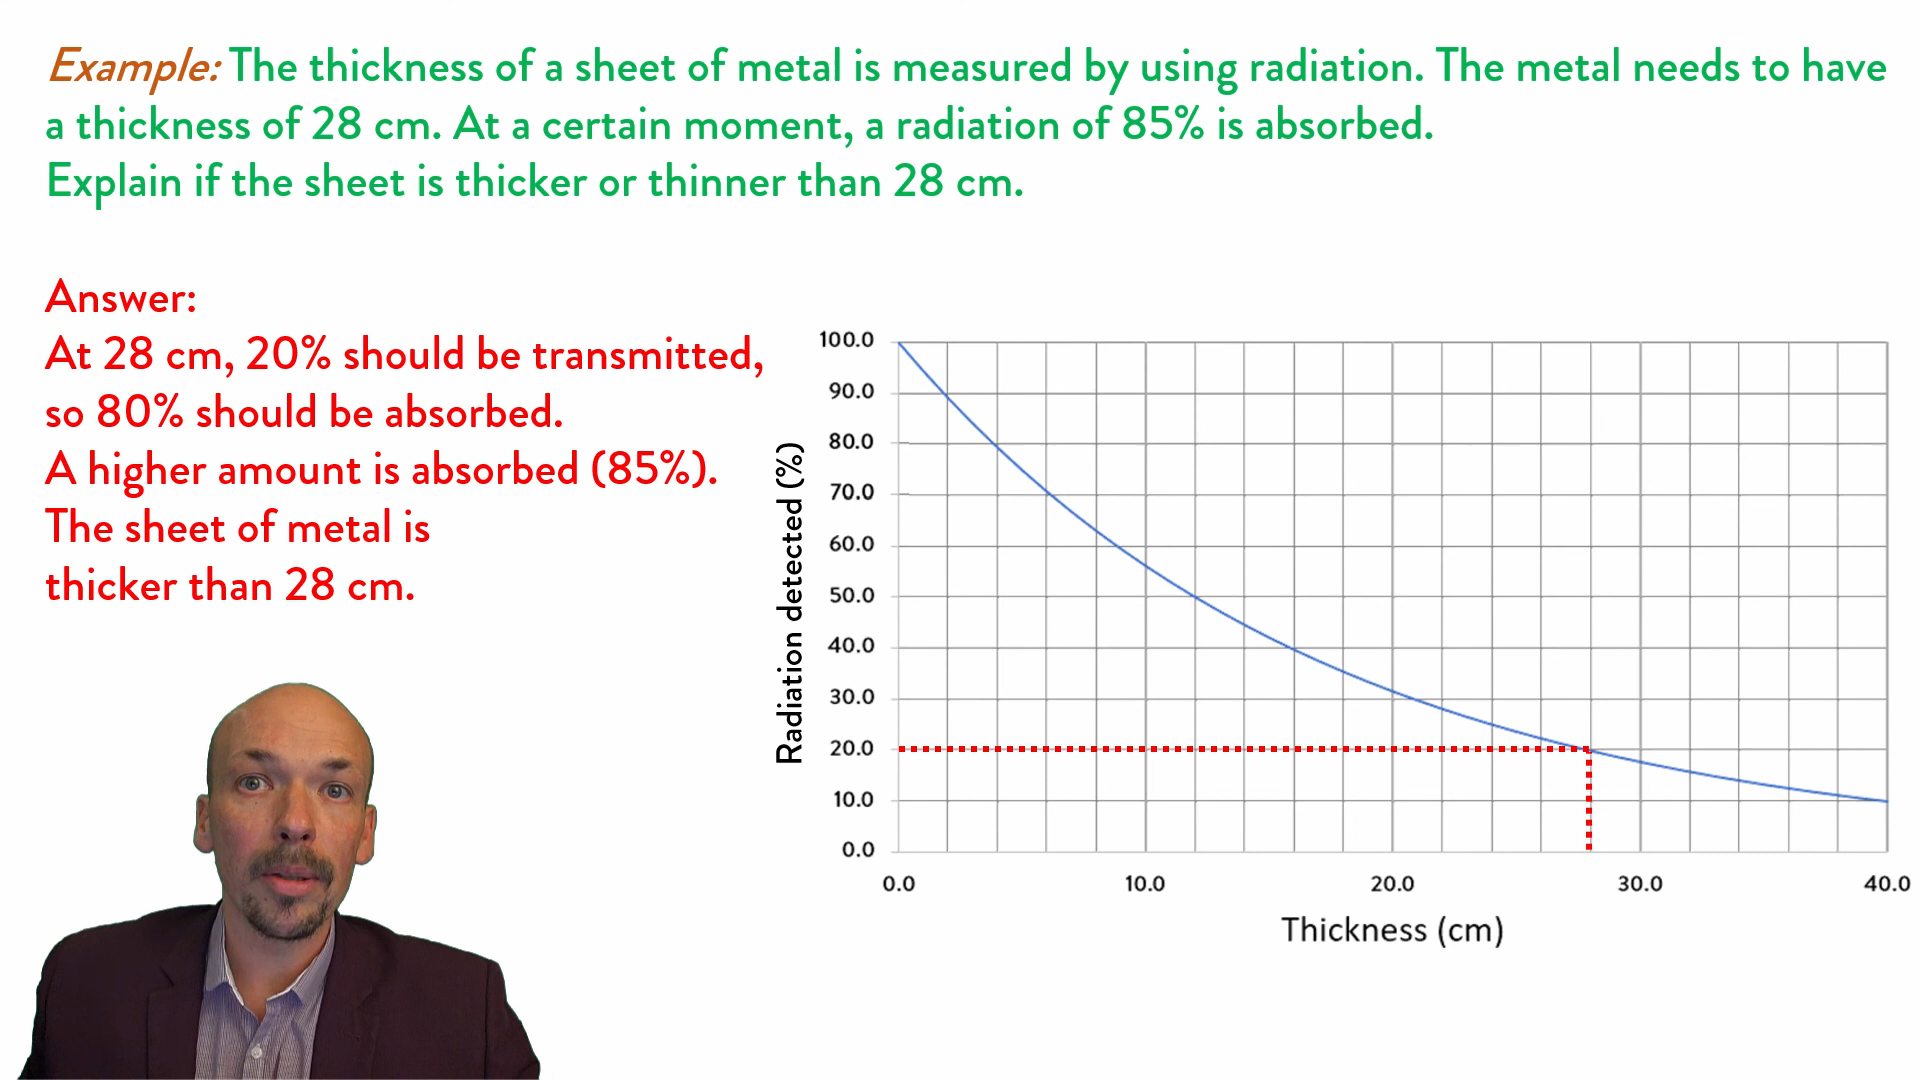 Example: The thickness of a sheet of metal is measured by using radiation. The metal needs to have
a thickness of 28 cm. At a certain moment, a radiation of 85% is absorbed.
Explain if the sheet is thicker or thinner than 28 cm.
Answer:
At 28 cm, 20% should be transmitted,
so 80% should be absorbed.
A higher amount is absorbed (85%).
The sheet of metal is
thicker than 28 cm.
Radiation detected (%)
100.0
90.0
80.0
70.0
60.0
50.0
40.0
30.0
20.0
10.0
0.0
0.0 10.0 20.0 30.0 40.0
Thickness (cm)